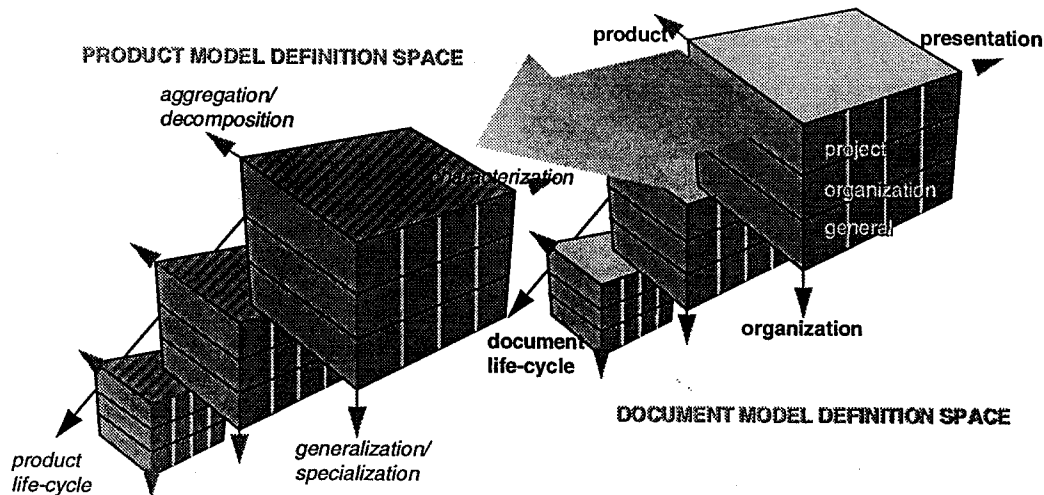 product
presentation
PRODUCT MODEL DEFINITION SPACE
aggregation/
decomposition
characterization
project
organization
general
organization
document
life-cycle
DOCUMENT MODEL DEFINITION SPACE
generalization/
specialization
product
life-cycle